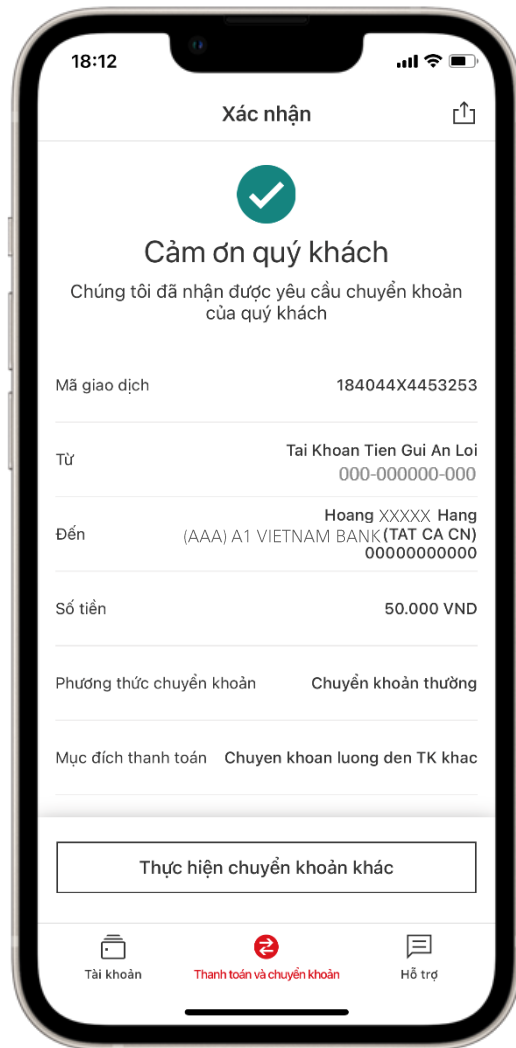 18:12
Xác nhận
Cảm ơn quý khách
Chúng tôi đã nhận được yêu cầu chuyển khoản
của quý khách
Mã giao dịch 184044X4453253
Từ Tai Khoan Tien Gui An Loi
000-000000-000
Đến Hoang XXXXX Hang
(AAA) A1 VIETNAM BANK (TAT CA CN)
00000000000
Số tiền 50.000 VND
Phương thức chuyển khoản Chuyển khoản thường
Mục đích thanh toán Chuyen khoan luong den TK khac
Thực hiện chuyển khoản khác
Tài khoản Thanh toán và chuyển khoản Hỗ trợ